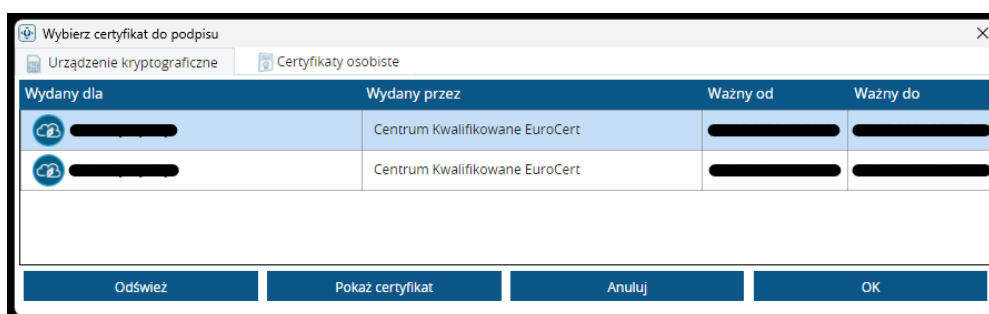 Wybierz certyfikat do podpisu
Urządzenie kryptograficzne Certyfikaty osobiste
Wydany dla Wydany przez Ważny od Ważny do
Centrum Kwalifikowane EuroCert
Centrum Kwalifikowane EuroCert
Odśwież Pokaż certyfikat Anuluj OK